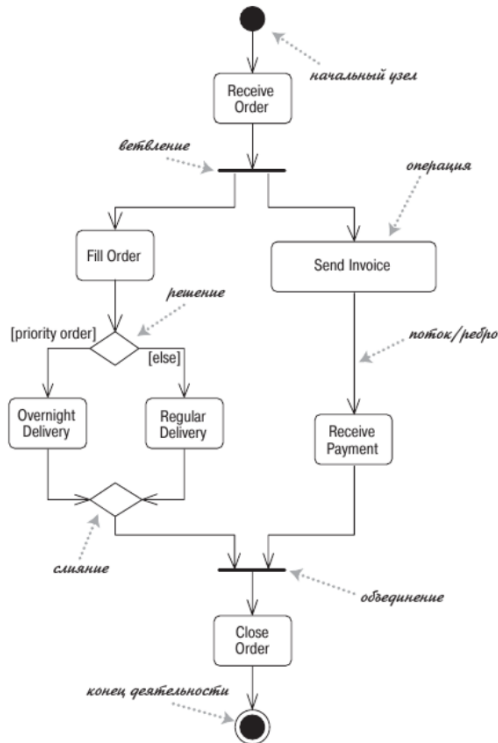 начальный узел
Receive
Order
ветвление
операция
Fill Order
Send Invoice
решение
[priority order]
[else]
поток/ребро
Overnight
Delivery
Regular
Delivery
Receive
Payment
слияние
объединение
Close
Order
конец деятельности